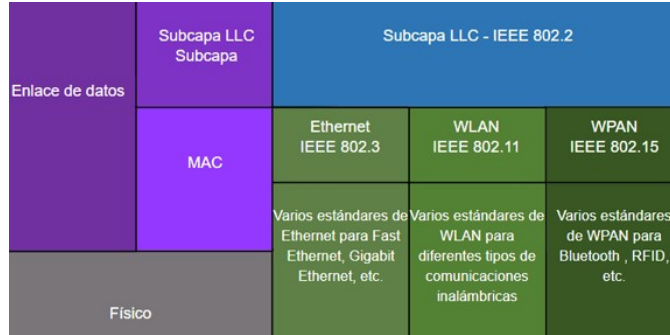 Enlace de datos
Subcapa LLC
Subcapa
Subcapa LLC - IEEE 802.2
MAC
Ethernet
IEEE 802.3
WLAN
IEEE 802.11
WPAN
IEEE 802.15
Varios estándares de
Ethernet para Fast
Ethernet, Gigabit
Ethernet, etc.
Varios estándares de
WLAN para
diferentes tipos de
comunicaciones
inalámbricas
Varios estándares
de WPAN para
Bluetooth , RFID,
etc.
Físico